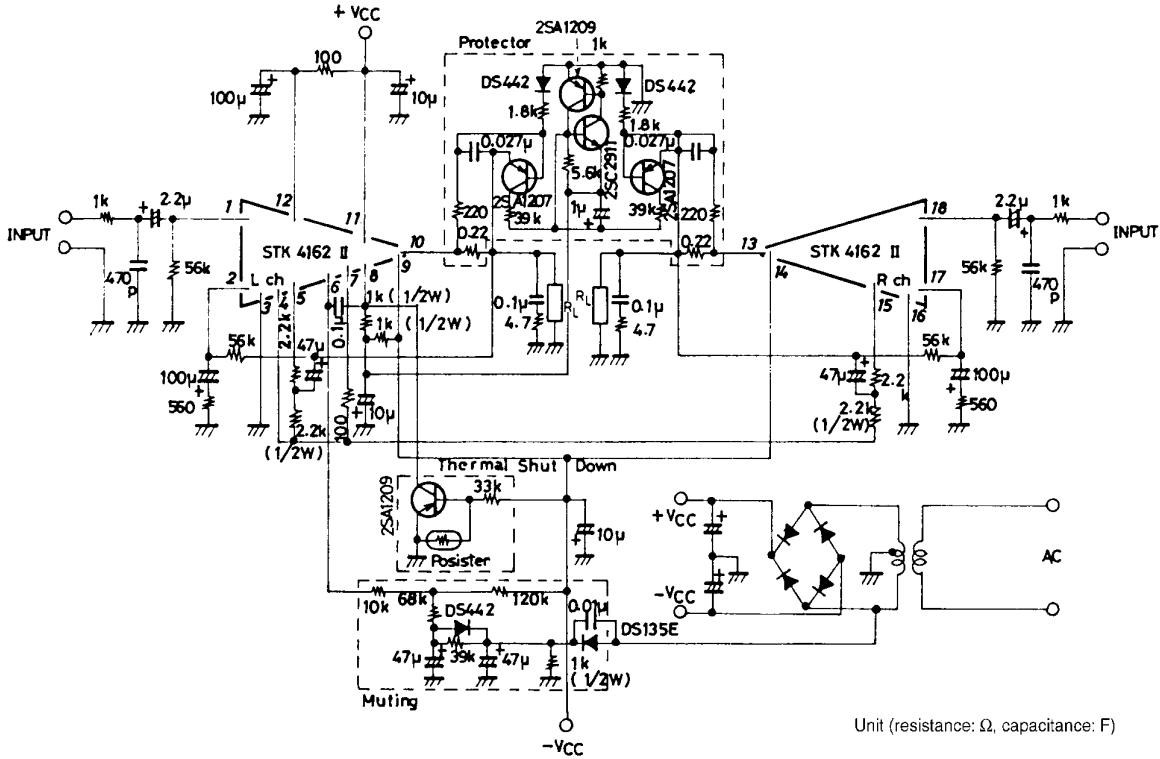 + VCC
100
100µ
+
+
10µ
2SA1209
1k
Protector
DS442
DS442
1.8k
1.8k
0.027µ
0.027µ
2SC2911
5.6k
2SA1207
2SA1207
39k
1µ
+
39k
220
220
0.22
0.22
1k
+
2.2µ
1
12
11
INPUT
STK 4162 II
10
9
8
7
6
5
4
3
2
L ch
56k
470
p
13
14
STK 4162 II
R ch
15
16
17
18
2.2µ
+
1k
INPUT
56k
470
p
0.1µ
4.7
RL
RL
0.1µ
4.7
1k (1/2W)
1k
(1/2W)
0.1µ
2.2k
47µ
+
56k
100µ
+
560
2.2k
(1/2W)
100
+
10µ
56k
47µ
+
2.2
k
2.2k
(1/2W)
100µ
+
560
Thermal Shut Down
2SA1209
33k
Posister
+
10µ
+VCC
+
+
-VCC
AC
10k
68k
120k
DS442
0.01µ
DS135E
47µ
+
39k
+
47µ
1k
(1/2W)
Muting
-VCC
Unit (resistance: Ω, capacitance: F)